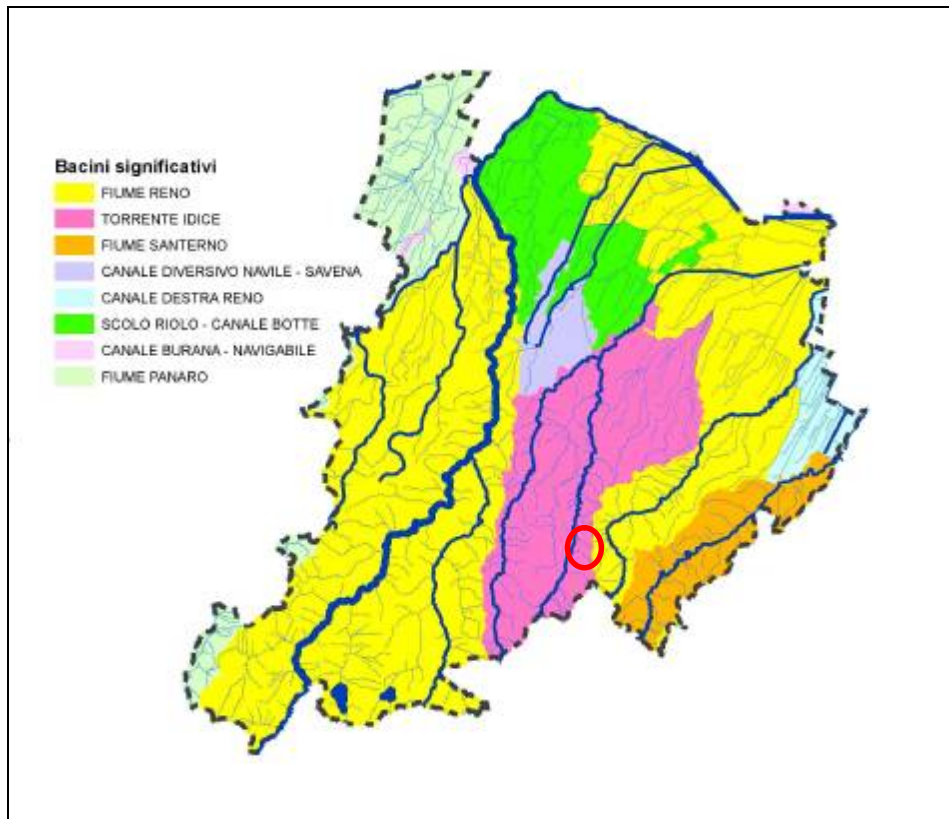 Bacini significativi
FIUME RENO
TORRENTE IDICE
FIUME SANTERNO
CANALE DIVERSIVO NAVILE - SAVENA
CANALE DESTRA RENO
SCOLO RIOLO - CANALE BOTTE
CANALE BURANA - NAVIGABILE
FIUME PANARO